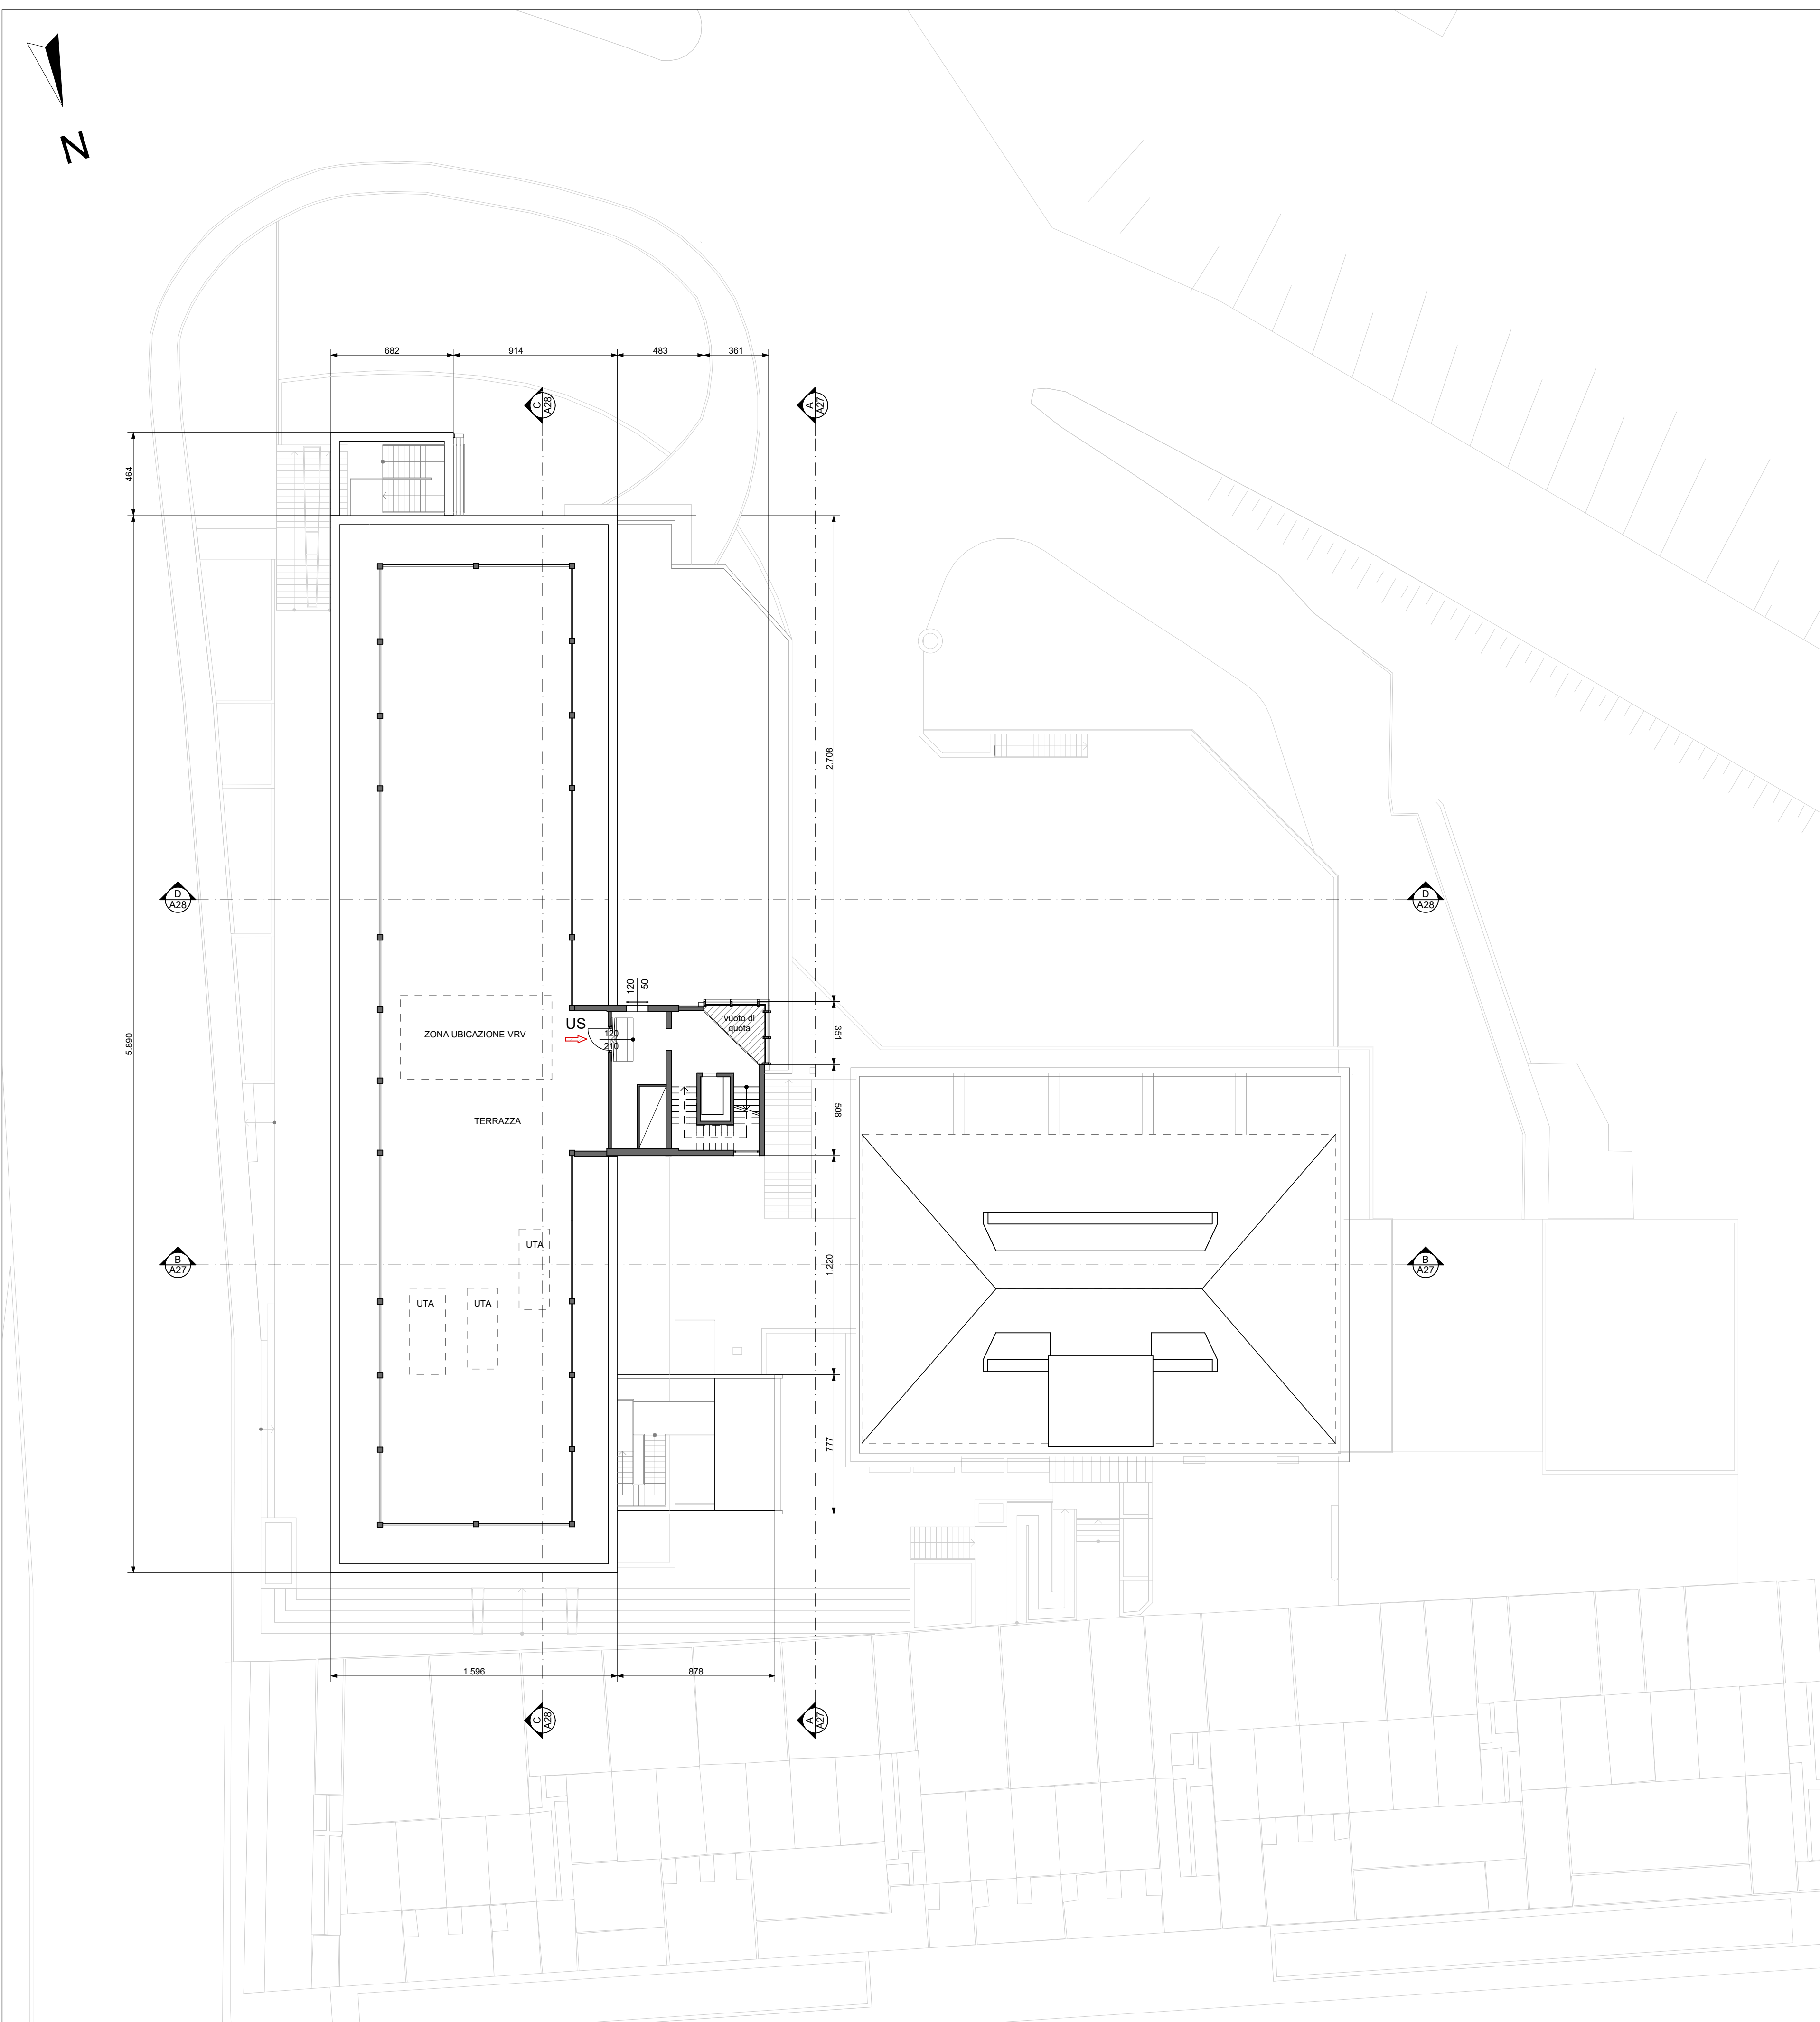 N
682
914
483
361
C
A28
A
A27
464
5.890
2.708
D
A28
D
A28
120
50
ZONA UBICAZIONE VRV
US
120
210
vuoto di
quota
351
TERRAZZA
508
UTA
B
A27
1.220
B
A27
UTA
UTA
777
1.596
878
C
A28
A
A27